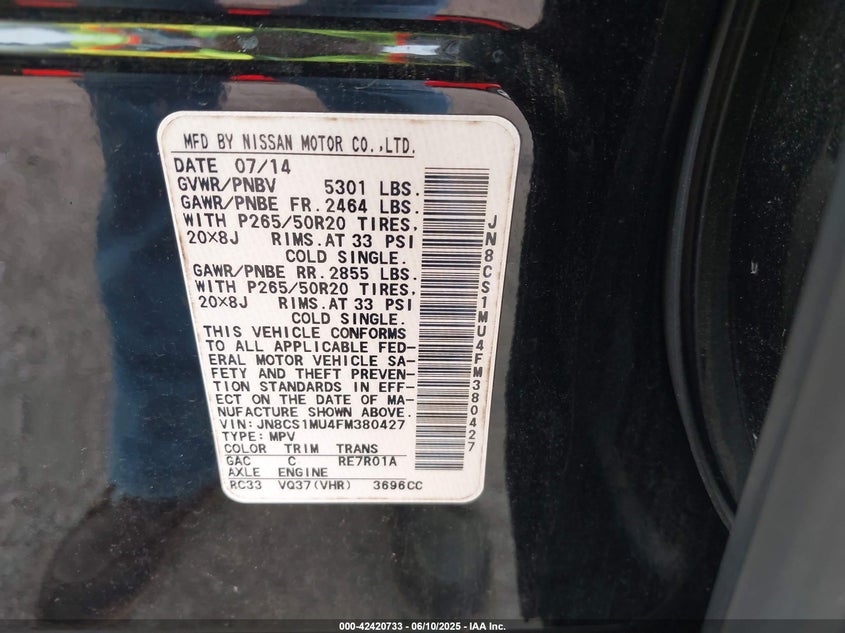 MFD BY NISSAN MOTOR CO.,LTD.
DATE 07/14
GVWR/PNBV 5301 LBS.
GAWR/PNBE FR. 2464 LBS.
WITH P265/50R20 TIRES,
20X8J RIMS. AT 33 PSI
COLD SINGLE.
GAWR/PNBE RR. 2855 LBS.
WITH P265/50R20 TIRES,
20X8J RIMS. AT 33 PSI
COLD SINGLE.
THIS VEHICLE CONFORMS
TO ALL APPLICABLE FED-
ERAL MOTOR VEHICLE SA-
FETY AND THEFT PREVEN-
TION STANDARDS IN EFF-
ECT ON THE DATE OF MA-
NUFACTURE SHOWN ABOVE.
VIN: JN8CS1MU4FM380427
TYPE: MPV
COLOR TRIM TRANS
GAC C RE7R01A
AXLE ENGINE
RC33 VQ37(VHR) 3696CC
JN8CS1MU4FM380427
000-42420733 - 06/10/2025 - IAA Inc.